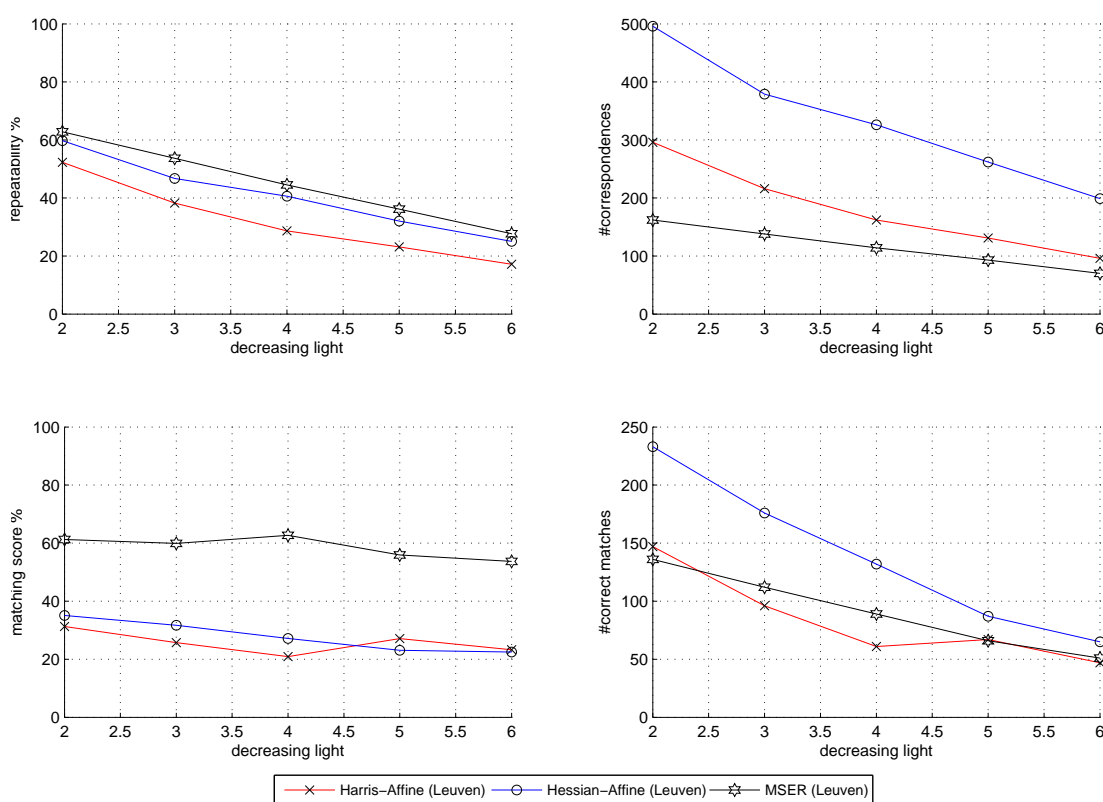 100
80
60
40
20
0
repeatability %
2 2.5 3 3.5 4 4.5 5 5.5 6
decreasing light
500
400
300
200
100
0
#correspondences
2 2.5 3 3.5 4 4.5 5 5.5 6
decreasing light
100
80
60
40
20
0
matching score %
2 2.5 3 3.5 4 4.5 5 5.5 6
decreasing light
250
200
150
100
50
0
#correct matches
2 2.5 3 3.5 4 4.5 5 5.5 6
decreasing light
Harris−Affine (Leuven) Hessian−Affine (Leuven) MSER (Leuven)